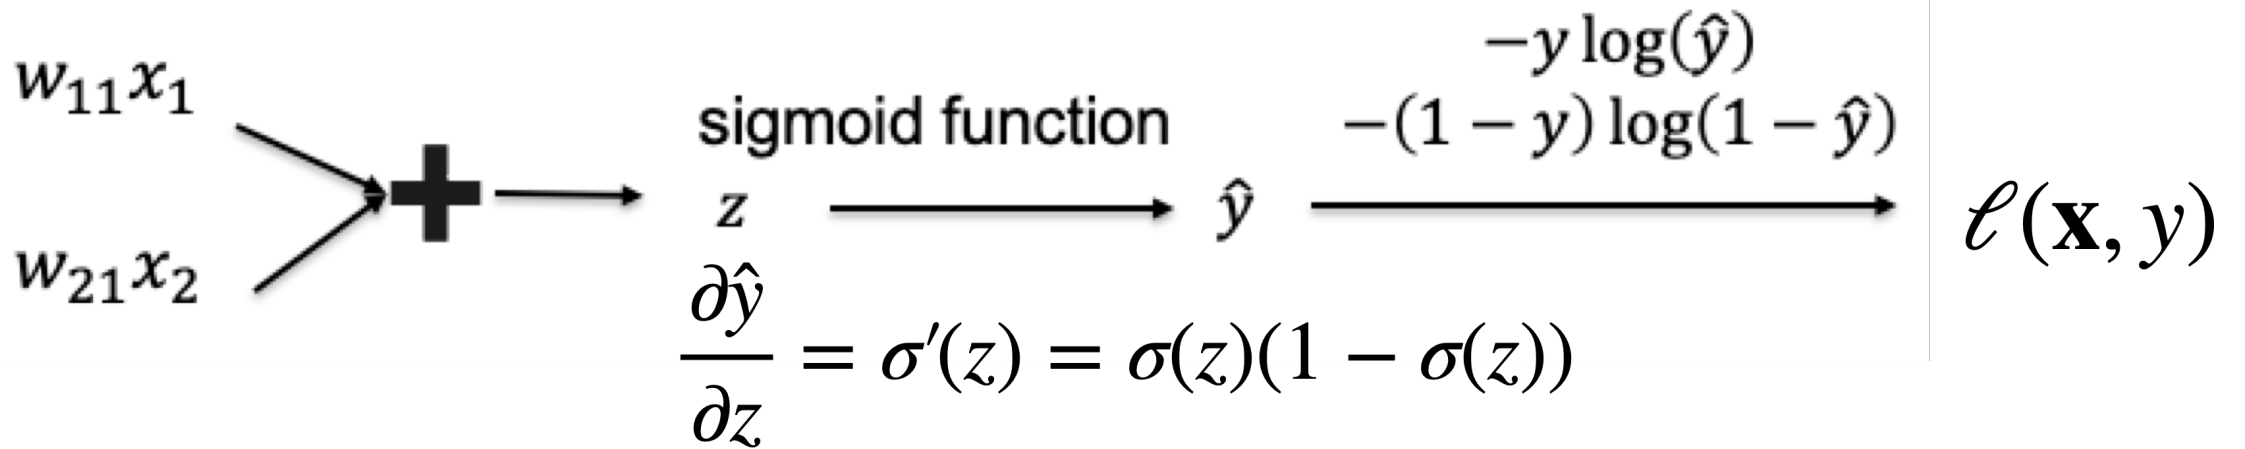 −y log(ŷ)
w₁₁x₁
sigmoid function
−(1 − y) log(1 − ŷ)
+
z
ŷ
ℓ(x, y)
w₂₁x₂
∂ŷ/∂z = σ′(z) = σ(z)(1 − σ(z))